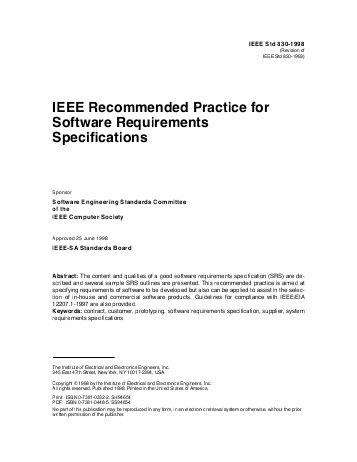 IEEE Std 830-1998
(Revision of
IEEE Std 830-1993)
IEEE Recommended Practice for
Software Requirements
Specifications
Sponsor
Software Engineering Standards Committee
of the
IEEE Computer Society
Approved 25 June 1998
IEEE-SA Standards Board
Abstract: The content and qualities of a good software requirements specification (SRS) are de-
scribed and several sample SRS outlines are presented. This recommended practice is aimed at
specifying requirements of software to be developed but also can be applied to assist in the selec-
tion of in-house and commercial software products. Guidelines for compliance with IEEE/EIA
12207.1-1997 are also provided.
Keywords: contract, customer, prototyping, software requirements specification, supplier, system
requirements specifications
The Institute of Electrical and Electronics Engineers, Inc.
345 East 47th Street, New York, NY 10017-2394, USA
Copyright © 1998 by the Institute of Electrical and Electronics Engineers, Inc.
All rights reserved. Published 1998. Printed in the United States of America
Print: ISBN 0-7381-0332-2, SH94654
PDF: ISBN 0-7381-0448-5, SS94654
No part of this publication may be reproduced in any form, in an electronic retrieval system or otherwise, without the prior
written permission of the publisher.